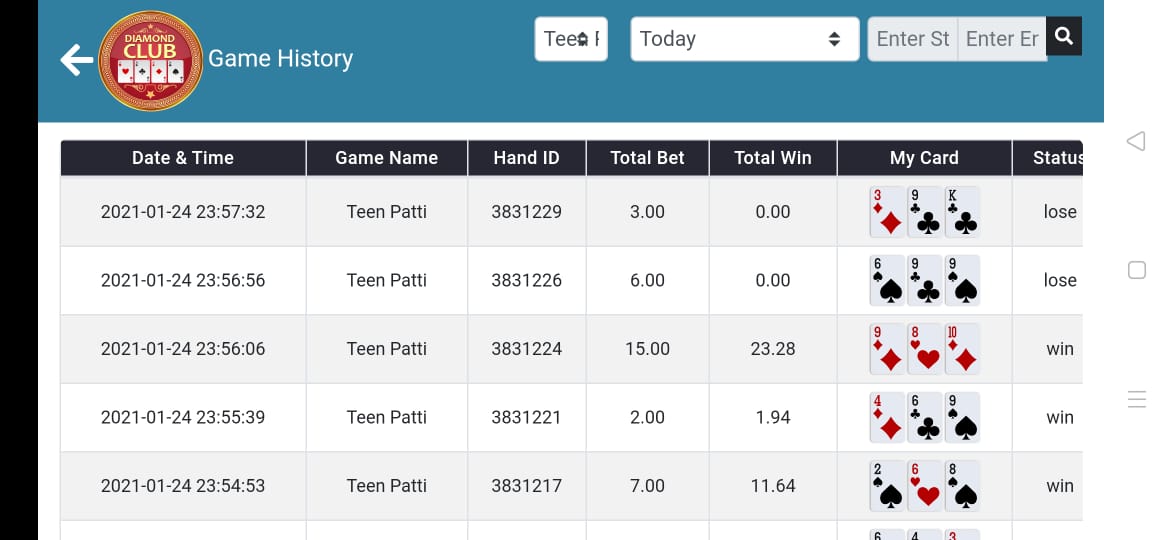 DIAMOND
CLUB
Game History
Teen P
Today
Enter St
Enter Er
Date & Time Game Name Hand ID Total Bet Total Win My Card Status
2021-01-24 23:57:32 Teen Patti 3831229 3.00 0.00 3 9 K lose
2021-01-24 23:56:56 Teen Patti 3831226 6.00 0.00 6 9 9 lose
2021-01-24 23:56:06 Teen Patti 3831224 15.00 23.28 9 8 10 win
2021-01-24 23:55:39 Teen Patti 3831221 2.00 1.94 4 6 9 win
2021-01-24 23:54:53 Teen Patti 3831217 7.00 11.64 2 6 8 win
6 4 3